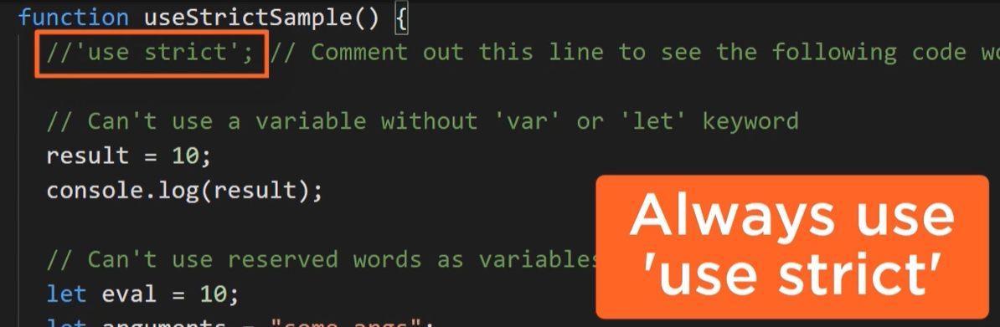 function useStrictSample() {
//'use strict'; // Comment out this line to see the following code
// Can't use a variable without 'var' or 'let' keyword
result = 10;
console.log(result);
// Can't use reserved words as variables
let eval = 10;
let arguments = "some args";
Always use
'use strict'